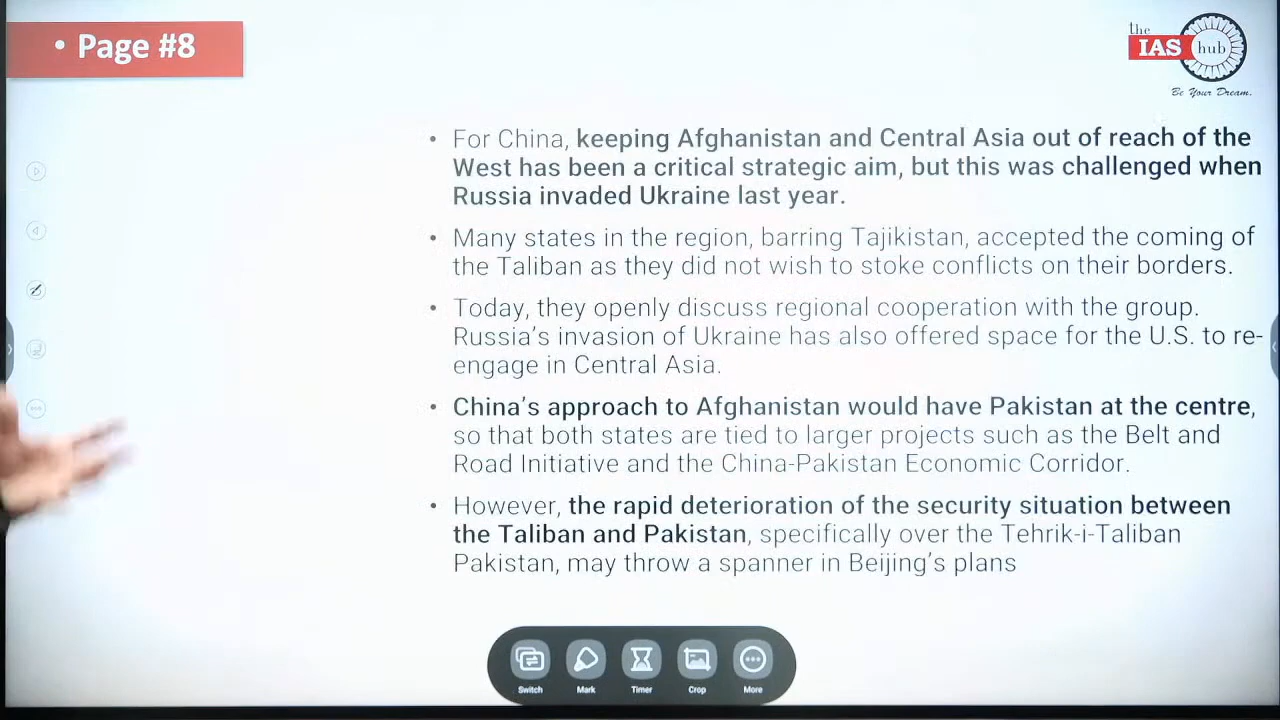 • Page #8
the
IAS hub
Be Your Dream.
• For China, keeping Afghanistan and Central Asia out of reach of the
West has been a critical strategic aim, but this was challenged when
Russia invaded Ukraine last year.
• Many states in the region, barring Tajikistan, accepted the coming of
the Taliban as they did not wish to stoke conflicts on their borders.
• Today, they openly discuss regional cooperation with the group.
Russia's invasion of Ukraine has also offered space for the U.S. to re-
engage in Central Asia.
• China's approach to Afghanistan would have Pakistan at the centre,
so that both states are tied to larger projects such as the Belt and
Road Initiative and the China-Pakistan Economic Corridor.
• However, the rapid deterioration of the security situation between
the Taliban and Pakistan, specifically over the Tehrik-i-Taliban
Pakistan, may throw a spanner in Beijing's plans
Switch Mark Timer Crop More